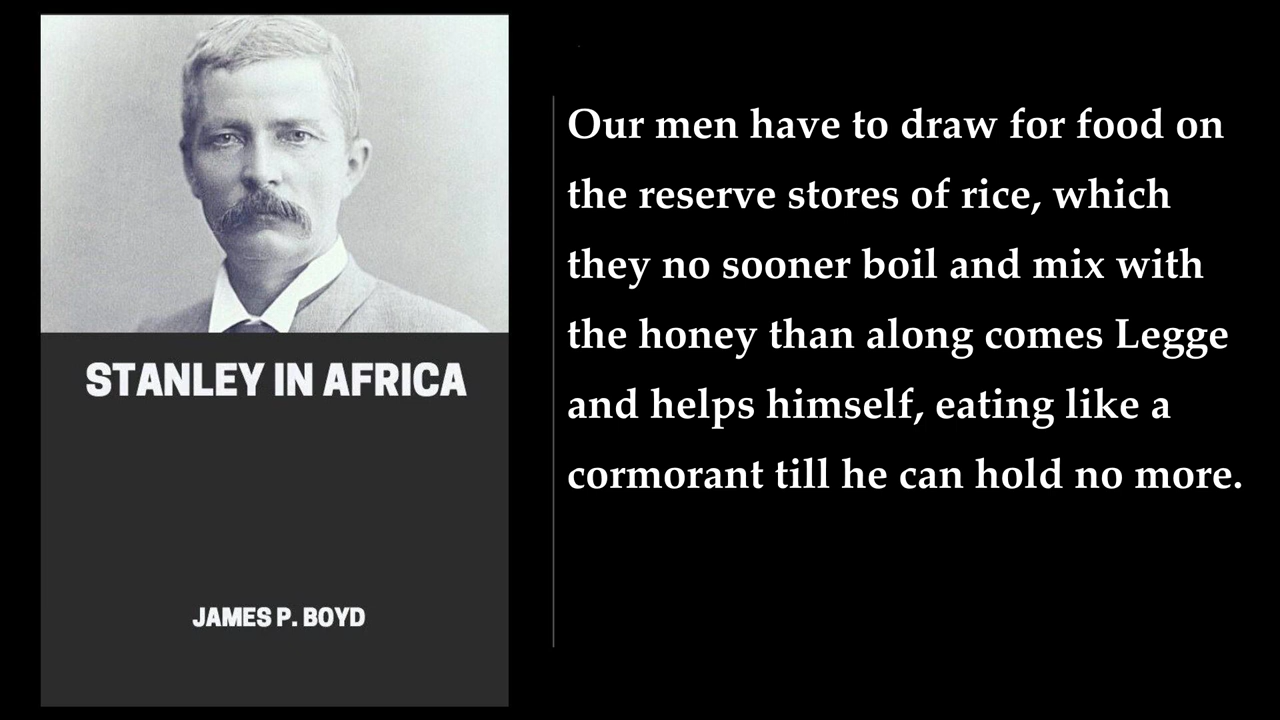 STANLEY IN AFRICA
JAMES P. BOYD
Our men have to draw for food on
the reserve stores of rice, which
they no sooner boil and mix with
the honey than along comes Legge
and helps himself, eating like a
cormorant till he can hold no more.